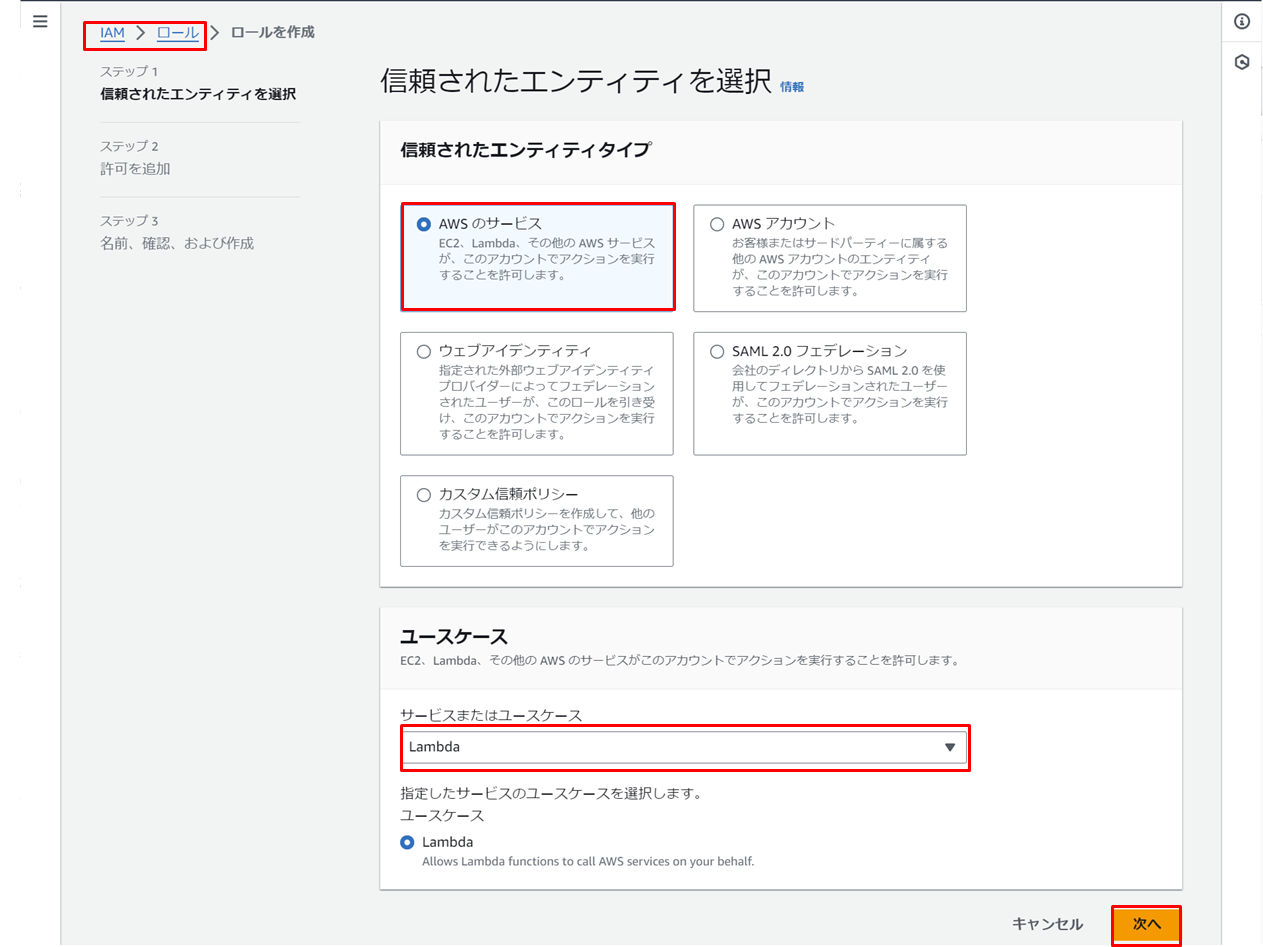 IAM > ロール > ロールを作成
ステップ 1
信頼されたエンティティを選択
ステップ 2
許可を追加
ステップ 3
名前、確認、および作成
信頼されたエンティティを選択 情報
信頼されたエンティティタイプ
AWS のサービス
EC2、Lambda、その他の AWS サービス
が、このアカウントでアクションを実行
することを許可します。
AWS アカウント
お客様またはサードパーティーに属する
他の AWS アカウントのエンティティ
が、このアカウントでアクションを実行
することを許可します。
ウェブアイデンティティ
指定された外部ウェブアイデンティティ
プロバイダーによってフェデレーション
されたユーザーが、このロールを引き受
け、このアカウントでアクションを実行
することを許可します。
SAML 2.0 フェデレーション
会社のディレクトリから SAML 2.0 を使
用してフェデレーションされたユーザー
が、このアカウントでアクションを実行
することを許可します。
カスタム信頼ポリシー
カスタム信頼ポリシーを作成して、他の
ユーザーがこのアカウントでアクション
を実行できるようにします。
ユースケース
EC2、Lambda、その他の AWS のサービスがこのアカウントでアクションを実行することを許可します。
サービスまたはユースケース
Lambda
指定したサービスのユースケースを選択します。
ユースケース
Lambda
Allows Lambda functions to call AWS services on your behalf.
キャンセル
次へ